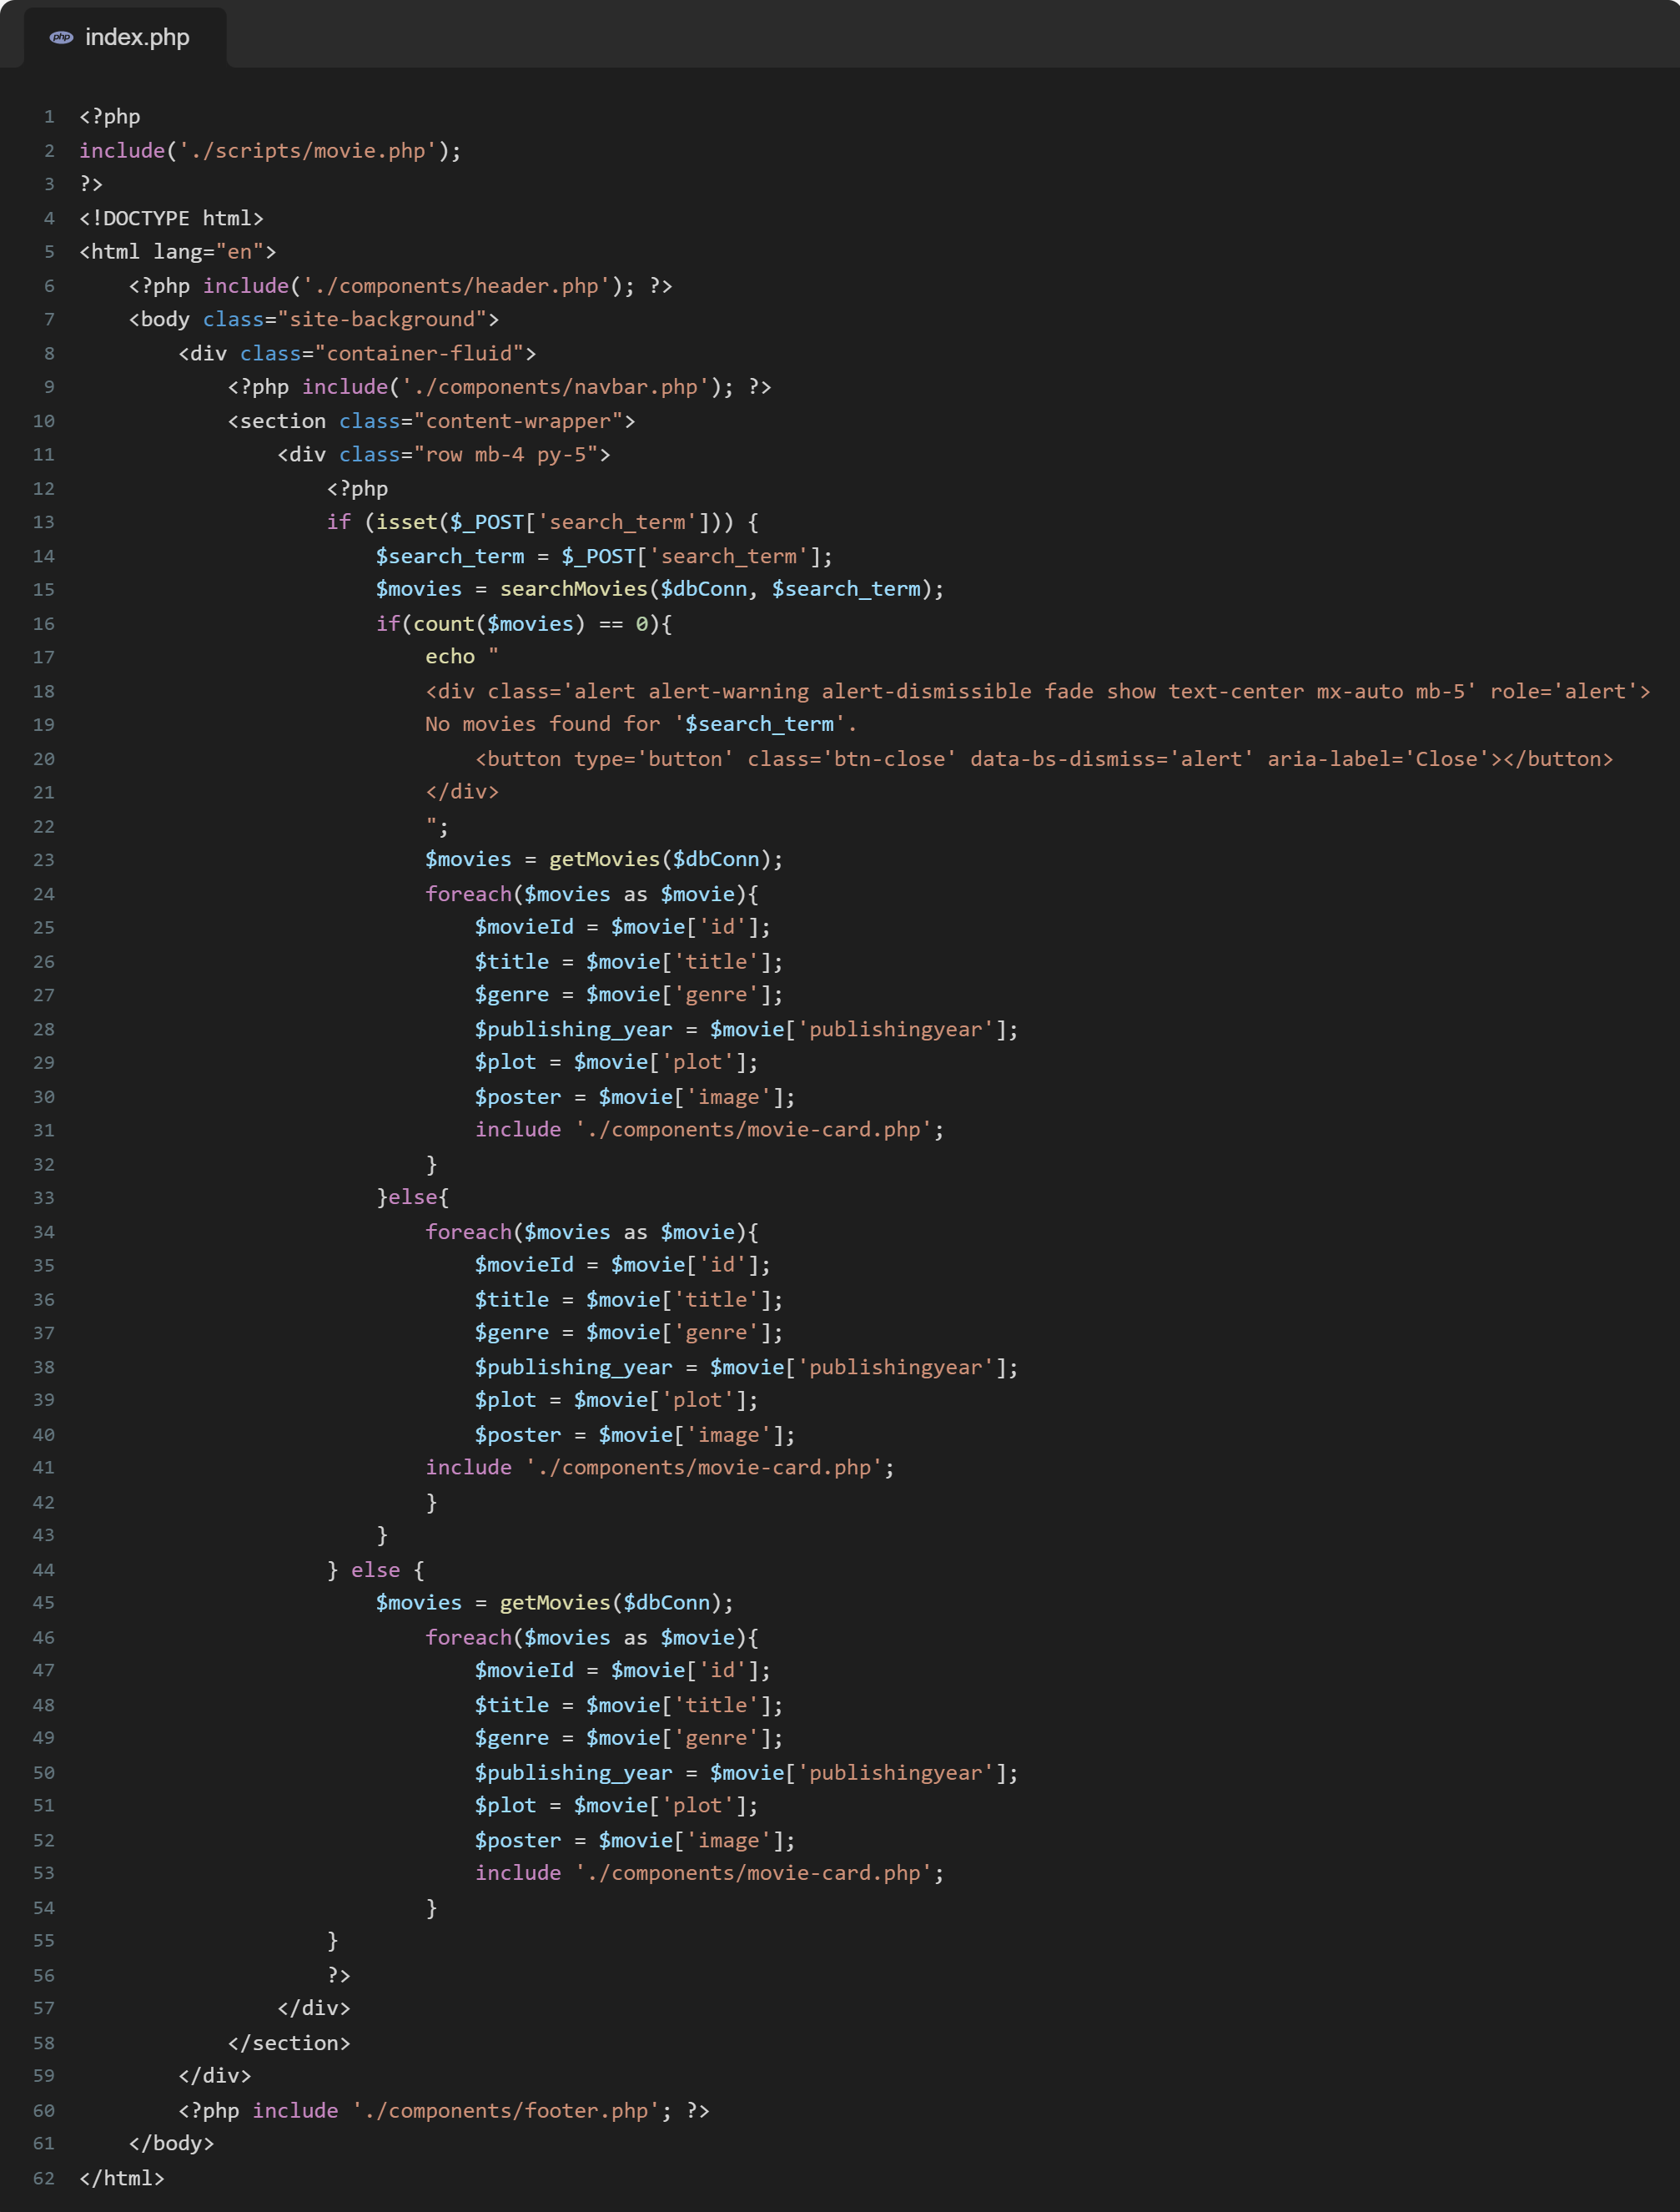 php index.php
1 <?php
2 include('./scripts/movie.php');
3 ?>
4 <!DOCTYPE html>
5 <html lang="en">
6     <?php include('./components/header.php'); ?>
7     <body class="site-background">
8         <div class="container-fluid">
9             <?php include('./components/navbar.php'); ?>
10             <section class="content-wrapper">
11                 <div class="row mb-4 py-5">
12                     <?php
13                     if (isset($_POST['search_term'])) {
14                         $search_term = $_POST['search_term'];
15                         $movies = searchMovies($dbConn, $search_term);
16                         if(count($movies) == 0){
17                             echo "
18                             <div class='alert alert-warning alert-dismissible fade show text-center mx-auto mb-5' role='alert'>
19                             No movies found for '$search_term'.
20                                 <button type='button' class='btn-close' data-bs-dismiss='alert' aria-label='Close'></button>
21                             </div>
22                             ";
23                             $movies = getMovies($dbConn);
24                             foreach($movies as $movie){
25                                 $movieId = $movie['id'];
26                                 $title = $movie['title'];
27                                 $genre = $movie['genre'];
28                                 $publishing_year = $movie['publishingyear'];
29                                 $plot = $movie['plot'];
30                                 $poster = $movie['image'];
31                                 include './components/movie-card.php';
32                             }
33                         }else{
34                             foreach($movies as $movie){
35                                 $movieId = $movie['id'];
36                                 $title = $movie['title'];
37                                 $genre = $movie['genre'];
38                                 $publishing_year = $movie['publishingyear'];
39                                 $plot = $movie['plot'];
40                                 $poster = $movie['image'];
41                             include './components/movie-card.php';
42                             }
43                         }
44                     } else {
45                         $movies = getMovies($dbConn);
46                             foreach($movies as $movie){
47                                 $movieId = $movie['id'];
48                                 $title = $movie['title'];
49                                 $genre = $movie['genre'];
50                                 $publishing_year = $movie['publishingyear'];
51                                 $plot = $movie['plot'];
52                                 $poster = $movie['image'];
53                                 include './components/movie-card.php';
54                             }
55                     }
56                     ?>
57                 </div>
58             </section>
59         </div>
60         <?php include './components/footer.php'; ?>
61     </body>
62 </html>